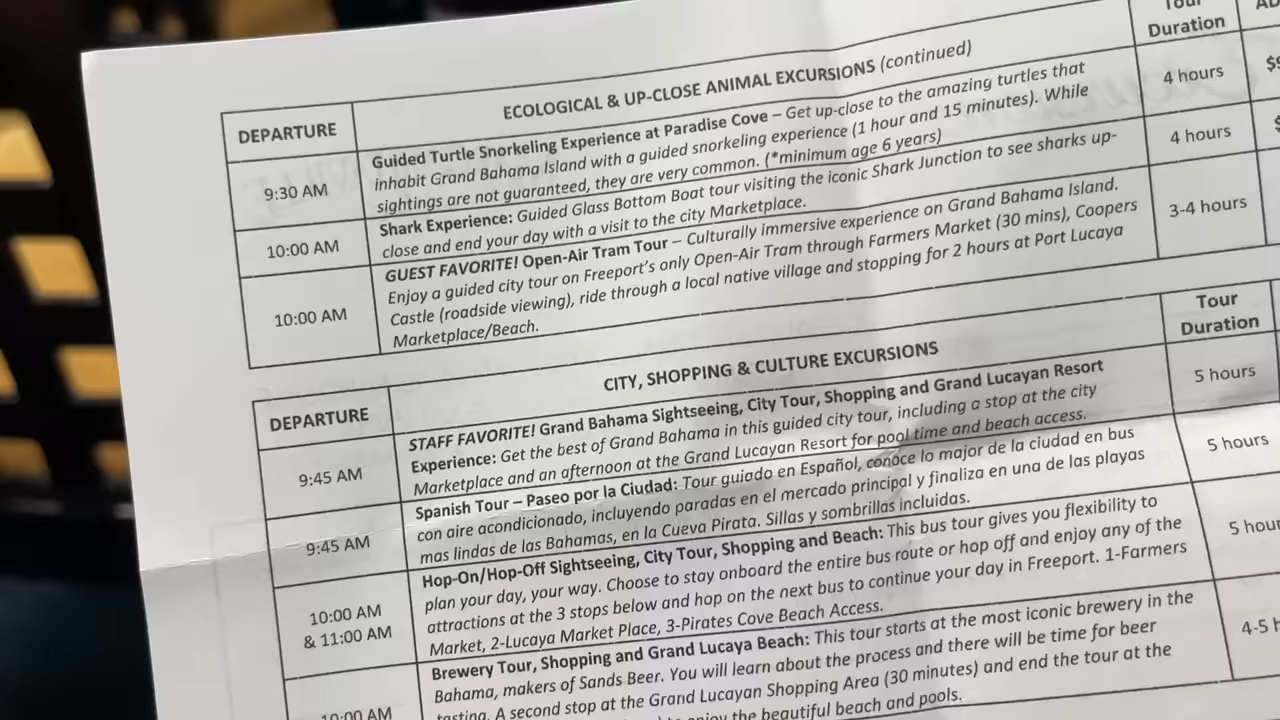 ECOLOGICAL & UP-CLOSE ANIMAL EXCURSIONS (continued)
Tour
Duration
DEPARTURE
9:30 AM
Guided Turtle Snorkeling Experience at Paradise Cove – Get up-close to the amazing turtles that
inhabit Grand Bahama Island with a guided snorkeling experience (1 hour and 15 minutes). While
sightings are not guaranteed, they are very common. (*minimum age 6 years)
4 hours
10:00 AM
Shark Experience: Guided Glass Bottom Boat tour visiting the iconic Shark Junction to see sharks up-
close and end your day with a visit to the city Marketplace.
4 hours
10:00 AM
GUEST FAVORITE! Open-Air Tram Tour – Culturally immersive experience on Grand Bahama Island.
Enjoy a guided city tour on Freeport's only Open-Air Tram through Farmers Market (30 mins), Coopers
Castle (roadside viewing), ride through a local native village and stopping for 2 hours at Port Lucaya
Marketplace/Beach.
3-4 hours
DEPARTURE
CITY, SHOPPING & CULTURE EXCURSIONS
Tour
Duration
9:45 AM
STAFF FAVORITE! Grand Bahama Sightseeing, City Tour, Shopping and Grand Lucayan Resort
Experience: Get the best of Grand Bahama in this guided city tour, including a stop at the city
Marketplace and an afternoon at the Grand Lucayan Resort for pool time and beach access.
5 hours
9:45 AM
Spanish Tour – Paseo por la Ciudad: Tour guiado en Español, conoce lo major de la ciudad en bus
con aire acondicionado, incluyendo paradas en el mercado principal y finaliza en una de las playas
mas lindas de las Bahamas, en la Cueva Pirata. Sillas y sombrillas incluidas.
5 hours
10:00 AM
& 11:00 AM
Hop-On/Hop-Off Sightseeing, City Tour, Shopping and Beach: This bus tour gives you flexibility to
plan your day, your way. Choose to stay onboard the entire bus route or hop off and enjoy any of the
attractions at the 3 stops below and hop on the next bus to continue your day in Freeport. 1-Farmers
Market, 2-Lucaya Market Place, 3-Pirates Cove Beach Access.
5 hou
10:00 AM
Brewery Tour, Shopping and Grand Lucaya Beach: This tour starts at the most iconic brewery in the
Bahama, makers of Sands Beer. You will learn about the process and there will be time for beer
tasting. A second stop at the Grand Lucayan Shopping Area (30 minutes) and end the tour at the
enjoy the beautiful beach and pools.
4-5 h